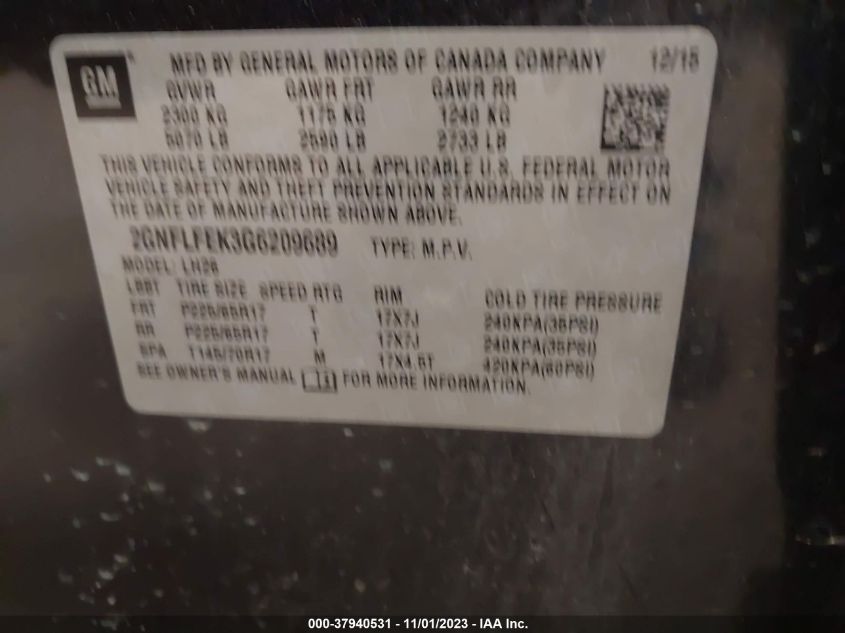 GM
MFD BY GENERAL MOTORS OF CANADA COMPANY 12/15
GVWR GAWR FRT GAWR RR
2300 KG 1175 KG 1240 KG
5070 LB 2590 LB 2733 LB
THIS VEHICLE CONFORMS TO ALL APPLICABLE U.S. FEDERAL MOTOR
VEHICLE SAFETY AND THEFT PREVENTION STANDARDS IN EFFECT ON
THE DATE OF MANUFACTURE SHOWN ABOVE.
2GNFLFEK3G6209689 TYPE: M.P.V.
MODEL: LH26
TIRE SIZE SPEED RTG RIM COLD TIRE PRESSURE
FRT P225/65R17 T 17X7J 240KPA(35PSI)
RR P225/65R17 T 17X7J 240KPA(35PSI)
SPA T145/70R17 M 17X4.5T 420KPA(60PSI)
SEE OWNER'S MANUAL FOR MORE INFORMATION.
000-37940531 - 11/01/2023 - IAA Inc.